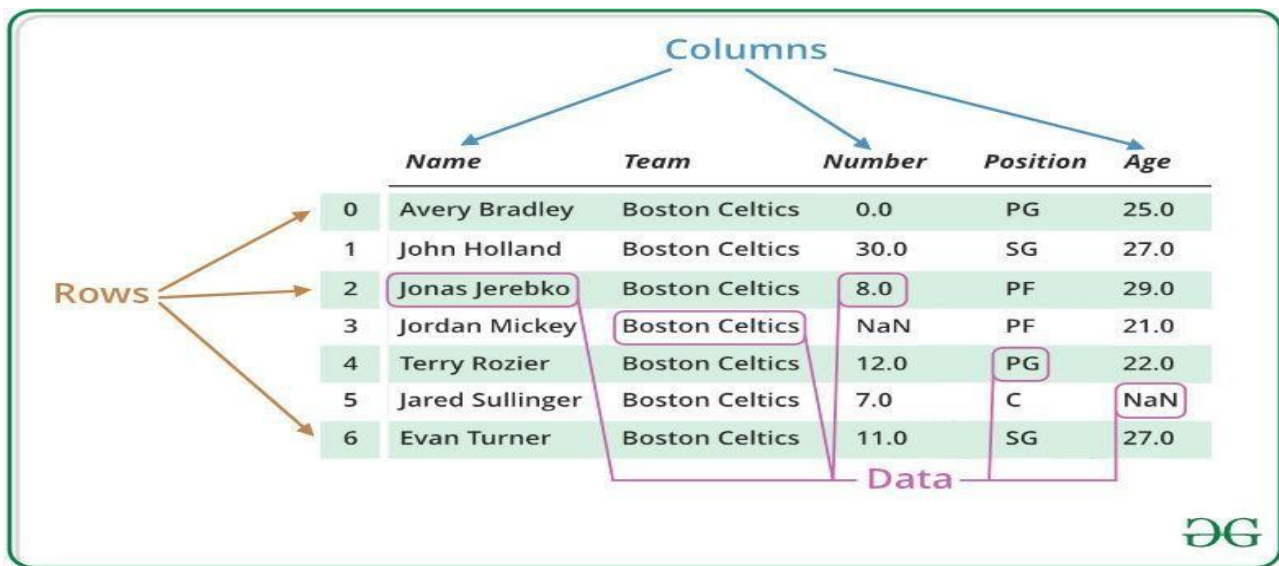 Columns
Name Team Number Position Age
0 Avery Bradley Boston Celtics 0.0 PG 25.0
1 John Holland Boston Celtics 30.0 SG 27.0
Rows
2 Jonas Jerebko Boston Celtics 8.0 PF 29.0
3 Jordan Mickey Boston Celtics NaN PF 21.0
4 Terry Rozier Boston Celtics 12.0 PG 22.0
5 Jared Sullinger Boston Celtics 7.0 C NaN
6 Evan Turner Boston Celtics 11.0 SG 27.0
Data